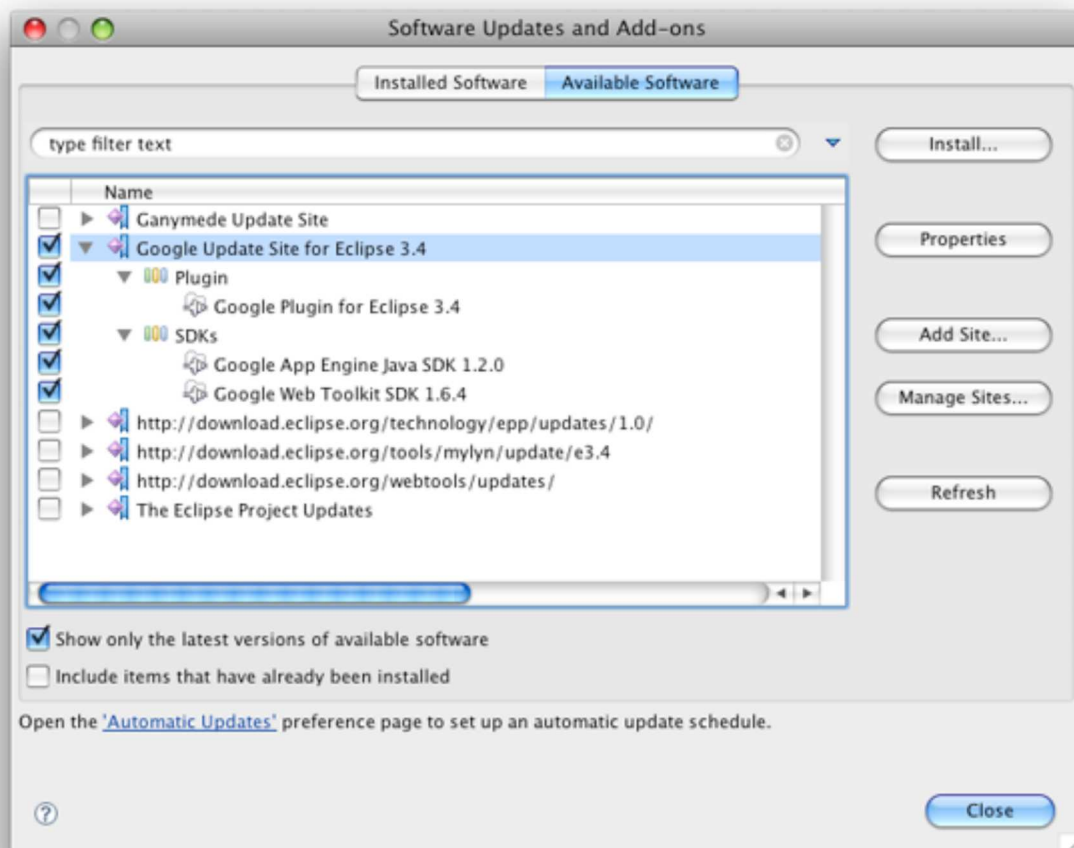 Software Updates and Add-ons
Installed Software Available Software
type filter text
Install...
Name
Ganymede Update Site
Google Update Site for Eclipse 3.4
Properties
Plugin
Google Plugin for Eclipse 3.4
SDKs
Add Site...
Google App Engine Java SDK 1.2.0
Google Web Toolkit SDK 1.6.4
Manage Sites...
http://download.eclipse.org/technology/epp/updates/1.0/
http://download.eclipse.org/tools/mylyn/update/e3.4
http://download.eclipse.org/webtools/updates/
Refresh
The Eclipse Project Updates
Show only the latest versions of available software
Include items that have already been installed
Open the 'Automatic Updates' preference page to set up an automatic update schedule.
?
Close